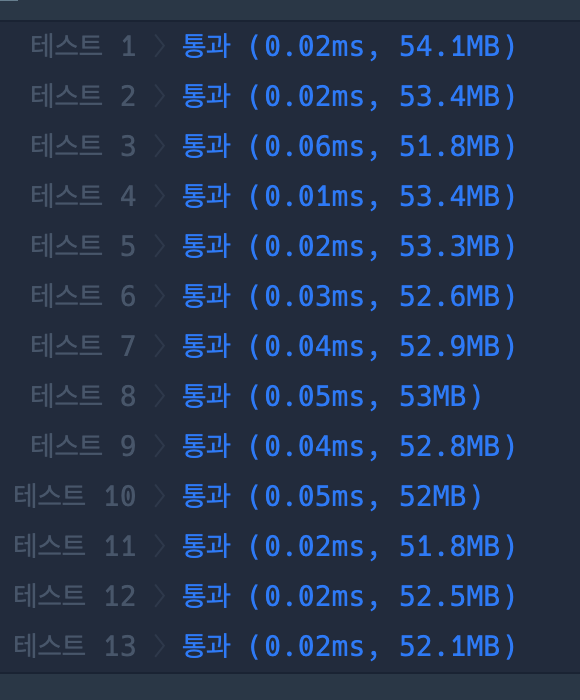 테스트 1 〉 통과 (0.02ms, 54.1MB)
테스트 2 〉 통과 (0.02ms, 53.4MB)
테스트 3 〉 통과 (0.06ms, 51.8MB)
테스트 4 〉 통과 (0.01ms, 53.4MB)
테스트 5 〉 통과 (0.02ms, 53.3MB)
테스트 6 〉 통과 (0.03ms, 52.6MB)
테스트 7 〉 통과 (0.04ms, 52.9MB)
테스트 8 〉 통과 (0.05ms, 53MB)
테스트 9 〉 통과 (0.04ms, 52.8MB)
테스트 10 〉 통과 (0.05ms, 52MB)
테스트 11 〉 통과 (0.02ms, 51.8MB)
테스트 12 〉 통과 (0.02ms, 52.5MB)
테스트 13 〉 통과 (0.02ms, 52.1MB)